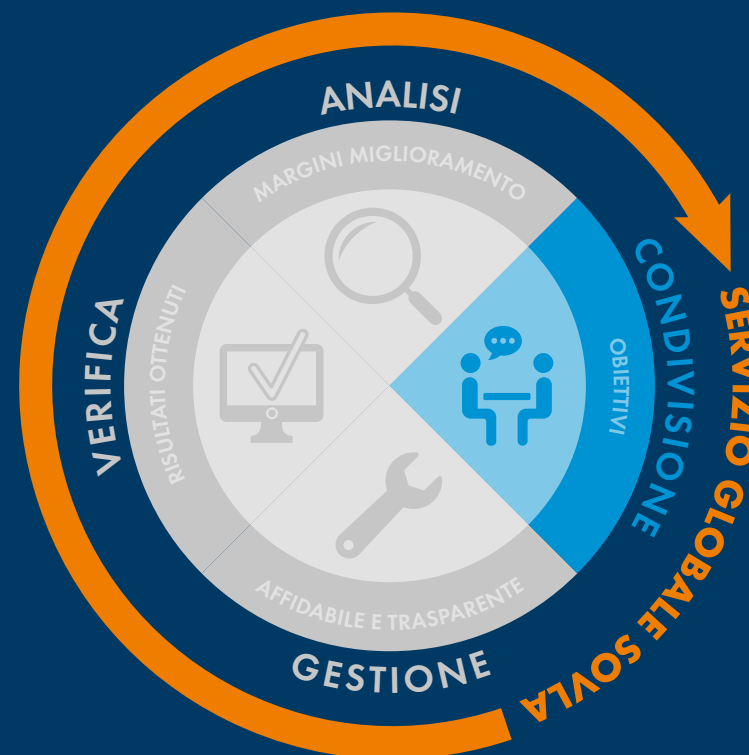 ANALISI
MARGINI MIGLIORAMENTO
CONDIVISIONE
OBIETTIVI
SERVIZIO GLOBALE SOVLA
VERIFICA
RISULTATI OTTENUTI
AFFIDABILE E TRASPARENTE
GESTIONE